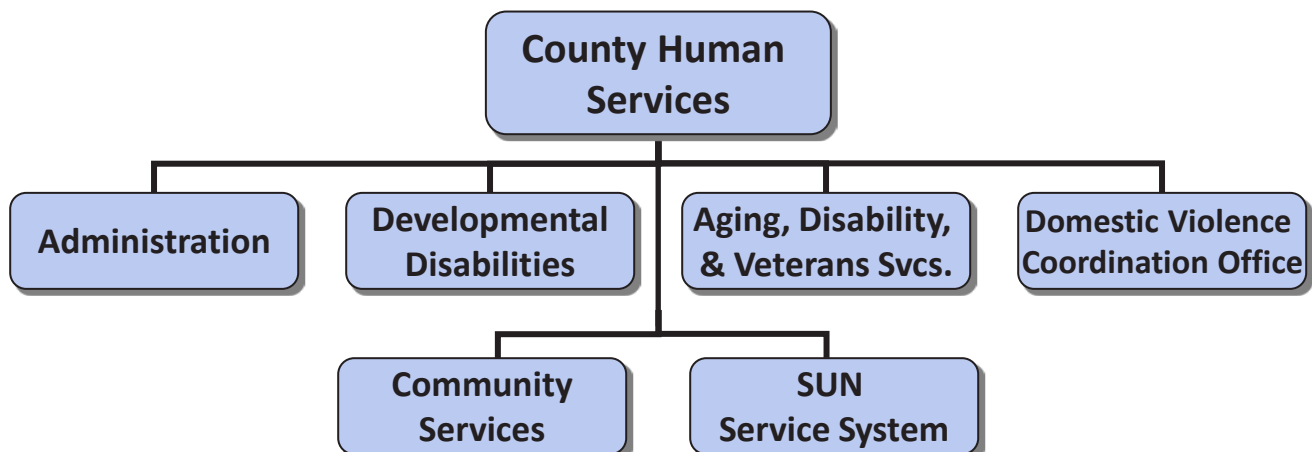 County Human
Services
Administration
Developmental
Disabilities
Aging, Disability,
& Veterans Svcs.
Domestic Violence
Coordination Office
Community
Services
SUN
Service System